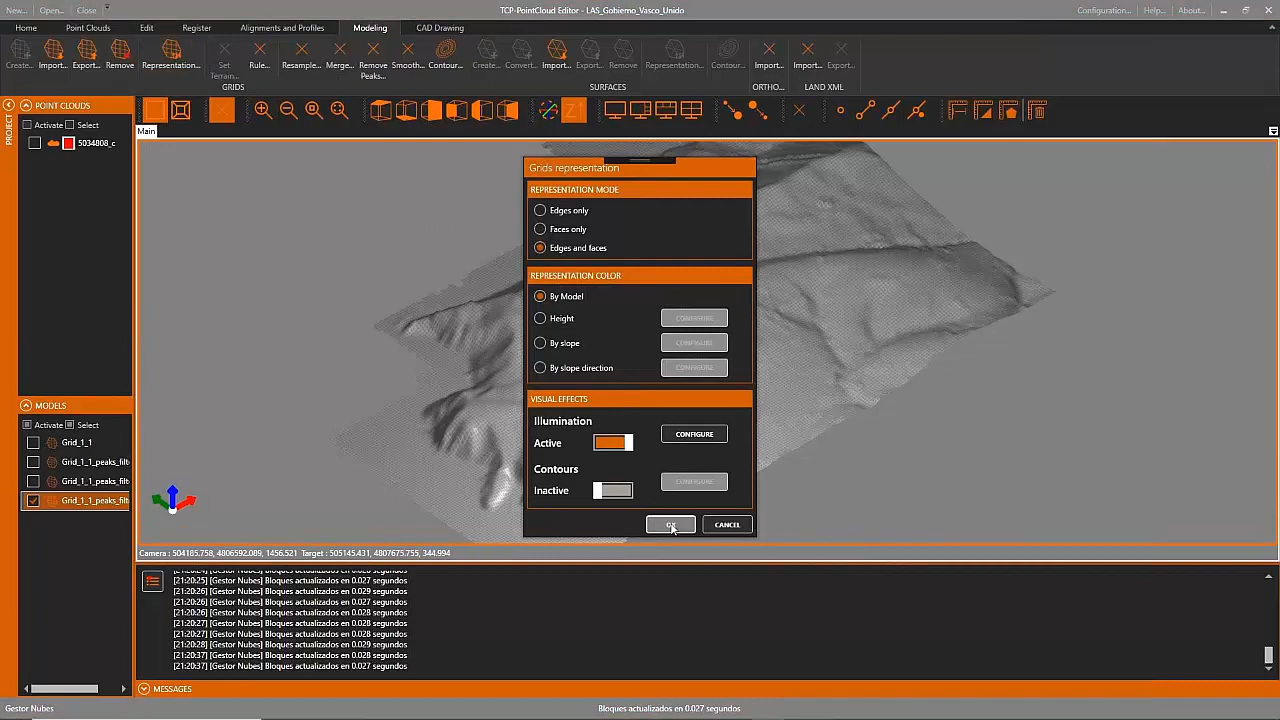 New... Open... Close
TCP-PointCloud Editor - LAS_Gobierno_Vasco_Unido
Configuration... Help... About...
Home Point Clouds Edit Register Alignments and Profiles Modeling CAD Drawing
Create... Import... Export... Remove Representation... Set Terrain... Rule... Resample... Merge... Remove Peaks... Smooth... Contour... Create... Convert... Import... Export... Remove Representation... Contour... Import... Import... Export...
GRIDS SURFACES ORTHO... LAND XML
PROJECT
POINT CLOUDS
Activate Select
5034808_c
Main
MODELS
Activate Select
Grid_1_1
Grid_1_1_peaks_filt
Grid_1_1_peaks_filt
Grid_1_1_peaks_filt
Grids representation
REPRESENTATION MODE
Edges only
Faces only
Edges and faces
REPRESENTATION COLOR
By Model
Height CONFIGURE
By slope CONFIGURE
By slope direction CONFIGURE
VISUAL EFFECTS
Illumination
Active CONFIGURE
Contours
Inactive CONFIGURE
OK CANCEL
Camera : 504185.758, 4806592.089, 1456.521 Target : 505145.431, 4807675.755, 344.994
[21:20:25] [Gestor Nubes] Bloques actualizados en 0.027 segundos
[21:20:26] [Gestor Nubes] Bloques actualizados en 0.029 segundos
[21:20:26] [Gestor Nubes] Bloques actualizados en 0.027 segundos
[21:20:26] [Gestor Nubes] Bloques actualizados en 0.028 segundos
[21:20:27] [Gestor Nubes] Bloques actualizados en 0.028 segundos
[21:20:27] [Gestor Nubes] Bloques actualizados en 0.028 segundos
[21:20:28] [Gestor Nubes] Bloques actualizados en 0.029 segundos
[21:20:37] [Gestor Nubes] Bloques actualizados en 0.028 segundos
[21:20:37] [Gestor Nubes] Bloques actualizados en 0.027 segundos
MESSAGES
Gestor Nubes
Bloques actualizados en 0.027 segundos